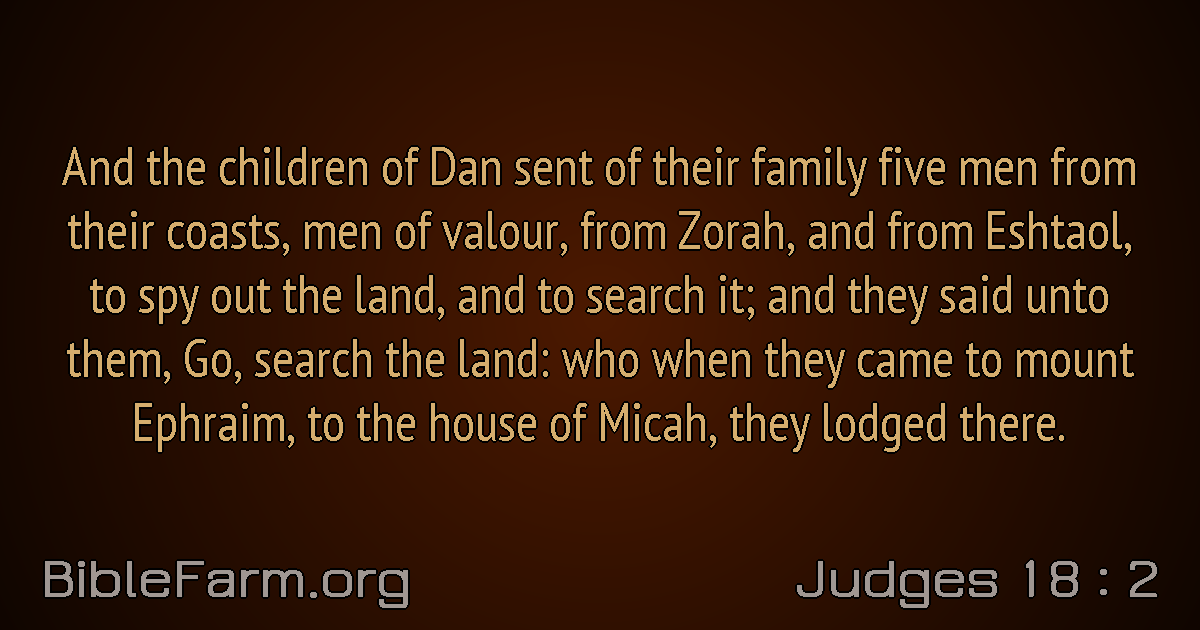 And the children of Dan sent of their family five men from
their coasts, men of valour, from Zorah, and from Eshtaol,
to spy out the land, and to search it; and they said unto
them, Go, search the land: who when they came to mount
Ephraim, to the house of Micah, they lodged there.
BibleFarm.org
Judges 18 : 2